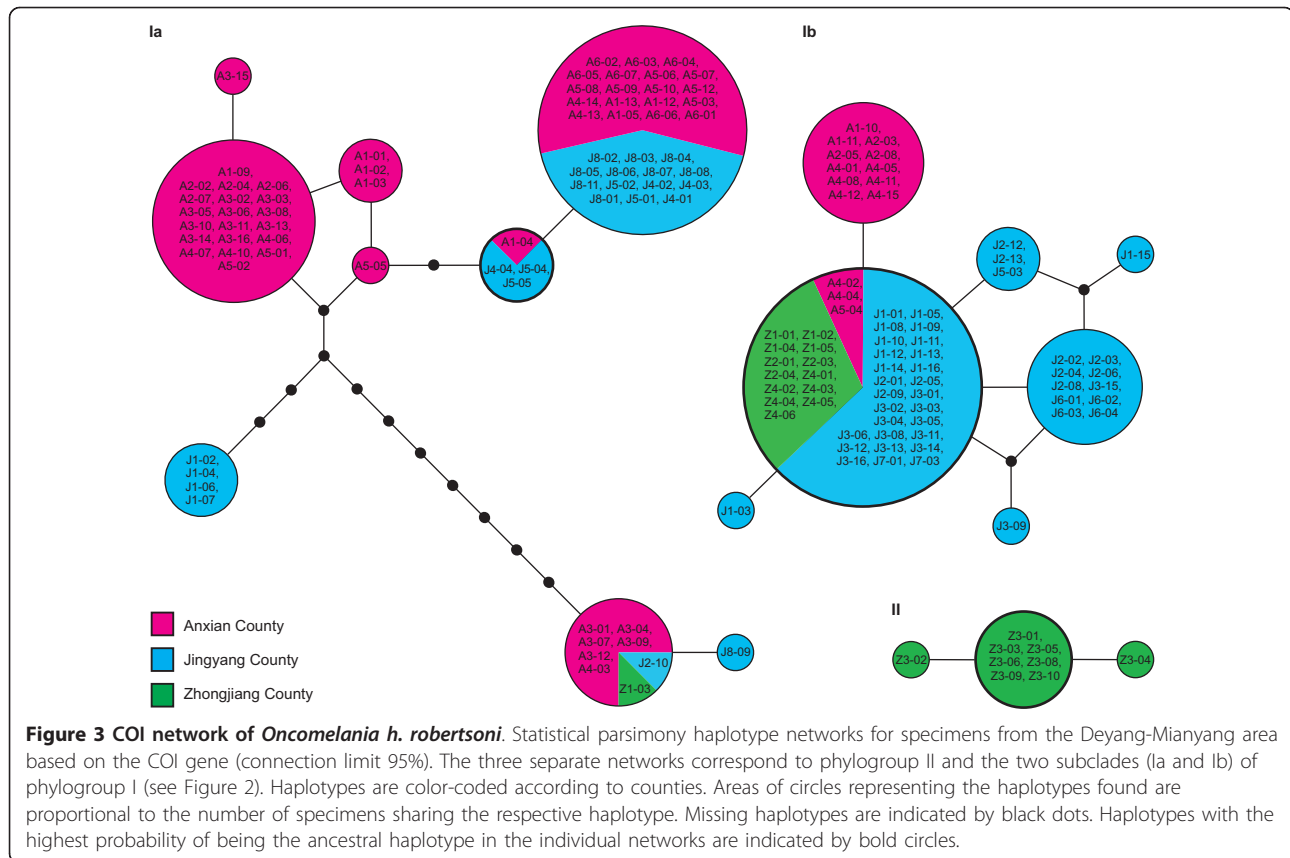 Ia
Ib
A3-15
A1-09,
A2-02, A2-04, A2-06,
A2-07, A3-02, A3-03,
A3-05, A3-06, A3-08,
A3-10, A3-11, A3-13,
A3-14, A3-16, A4-06,
A4-07, A4-10, A5-01,
A5-02
A1-01,
A1-02,
A1-03
A5-05
A6-02, A6-03, A6-04,
A6-05, A6-07, A5-06, A5-07,
A5-08, A5-09, A5-10, A5-12,
A4-14, A1-13, A1-12, A5-03,
A4-13, A1-05, A6-06, A6-01
J8-02, J8-03, J8-04,
J8-05, J8-06, J8-07, J8-08,
J8-11, J5-02, J4-02, J4-03,
J8-01, J5-01, J4-01
A1-04
J4-04, J5-04,
J5-05
J1-02,
J1-04,
J1-06,
J1-07
A3-01, A3-04,
A3-07, A3-09,
A3-12,
A4-03
J2-10
Z1-03
J8-09
A1-10,
A1-11, A2-03,
A2-05, A2-08,
A4-01, A4-05,
A4-08, A4-11,
A4-12, A4-15
A4-02,
A4-04,
A5-04
Z1-01, Z1-02,
Z1-04, Z1-05,
Z2-01, Z2-03,
Z2-04, Z4-01,
Z4-02, Z4-03,
Z4-04, Z4-05,
Z4-06
J1-01, J1-05,
J1-08, J1-09,
J1-10, J1-11,
J1-12, J1-13,
J1-14, J1-16,
J2-01, J2-05,
J2-09, J3-01,
J3-02, J3-03,
J3-04, J3-05,
J3-06, J3-08, J3-11,
J3-12, J3-13, J3-14,
J3-16, J7-01, J7-03
J2-12,
J2-13,
J5-03
J1-15
J2-02, J2-03,
J2-04, J2-06,
J2-08, J3-15,
J6-01, J6-02,
J6-03, J6-04
J1-03
J3-09
II
Z3-02
Z3-01,
Z3-03, Z3-05,
Z3-06, Z3-08,
Z3-09, Z3-10
Z3-04
Anxian County
Jingyang County
Zhongjiang County
Figure 3 COI network of Oncomelania h. robertsoni. Statistical parsimony haplotype networks for specimens from the Deyang-Mianyang area
based on the COI gene (connection limit 95%). The three separate networks correspond to phylogroup II and the two subclades (Ia and Ib) of
phylogroup I (see Figure 2). Haplotypes are color-coded according to counties. Areas of circles representing the haplotypes found are
proportional to the number of specimens sharing the respective haplotype. Missing haplotypes are indicated by black dots. Haplotypes with the
highest probability of being the ancestral haplotype in the individual networks are indicated by bold circles.